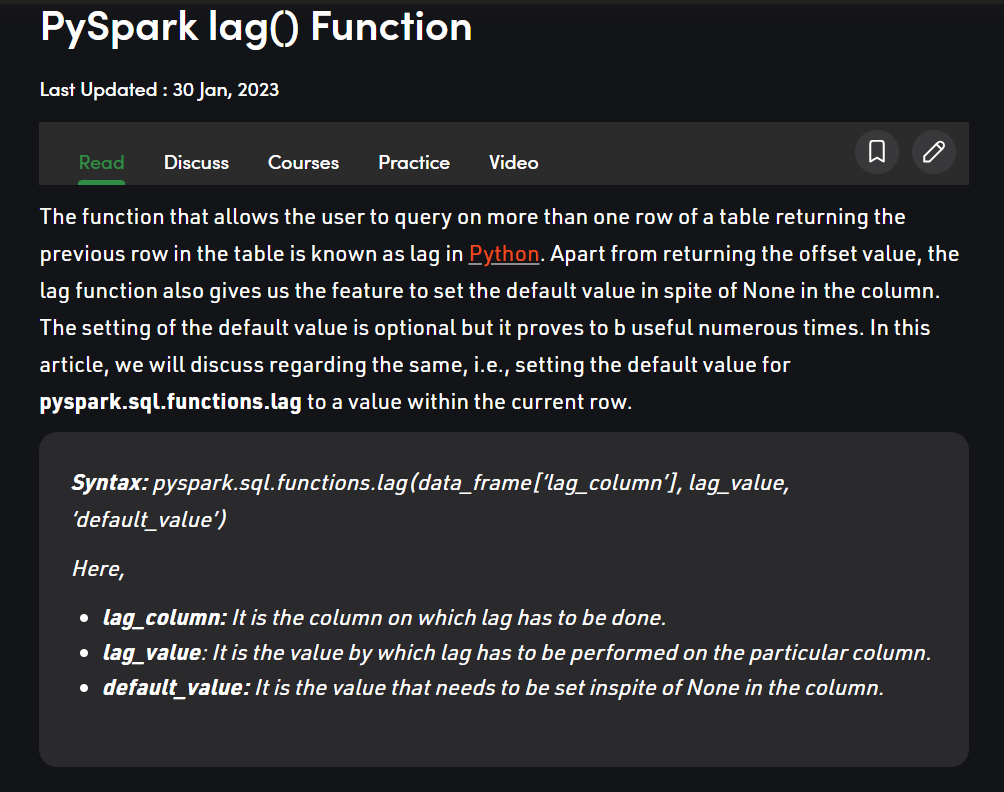 PySpark lag() Function
Last Updated : 30 Jan, 2023
Read Discuss Courses Practice Video
The function that allows the user to query on more than one row of a table returning the
previous row in the table is known as lag in Python. Apart from returning the offset value, the
lag function also gives us the feature to set the default value in spite of None in the column.
The setting of the default value is optional but it proves to b useful numerous times. In this
article, we will discuss regarding the same, i.e., setting the default value for
pyspark.sql.functions.lag to a value within the current row.
Syntax: pyspark.sql.functions.lag(data_frame[‘lag_column’], lag_value,
‘default_value’)
Here,
• lag_column: It is the column on which lag has to be done.
• lag_value: It is the value by which lag has to be performed on the particular column.
• default_value: It is the value that needs to be set inspite of None in the column.